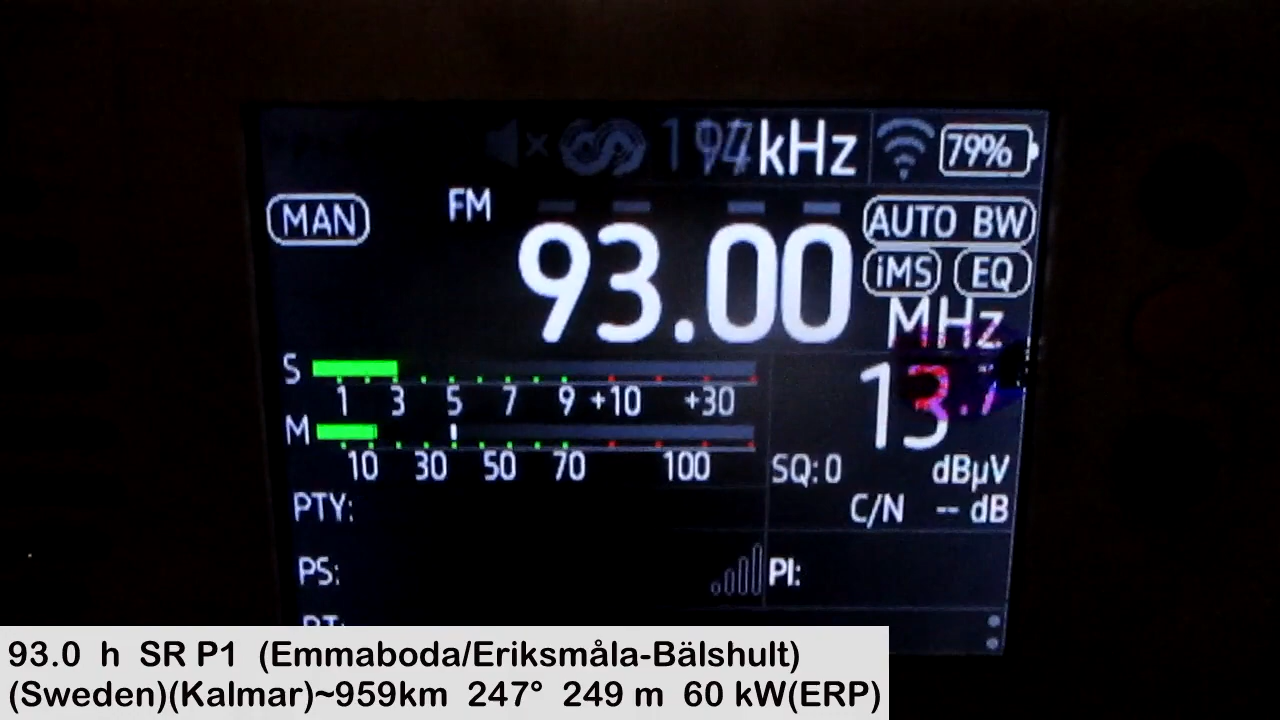 kHz 79%
MAN FM AUTO BW
93.00 iMS EQ
MHz
S
1 3 5 7 9 +10 +30
13.7
M
10 30 50 70 100 SQ: 0 dBµV
PTY: C/N -- dB
PS: PI:
RT:
93.0 h SR P1 (Emmaboda/Eriksmåla-Bälshult)
(Sweden)(Kalmar)~959km 247° 249 m 60 kW(ERP)